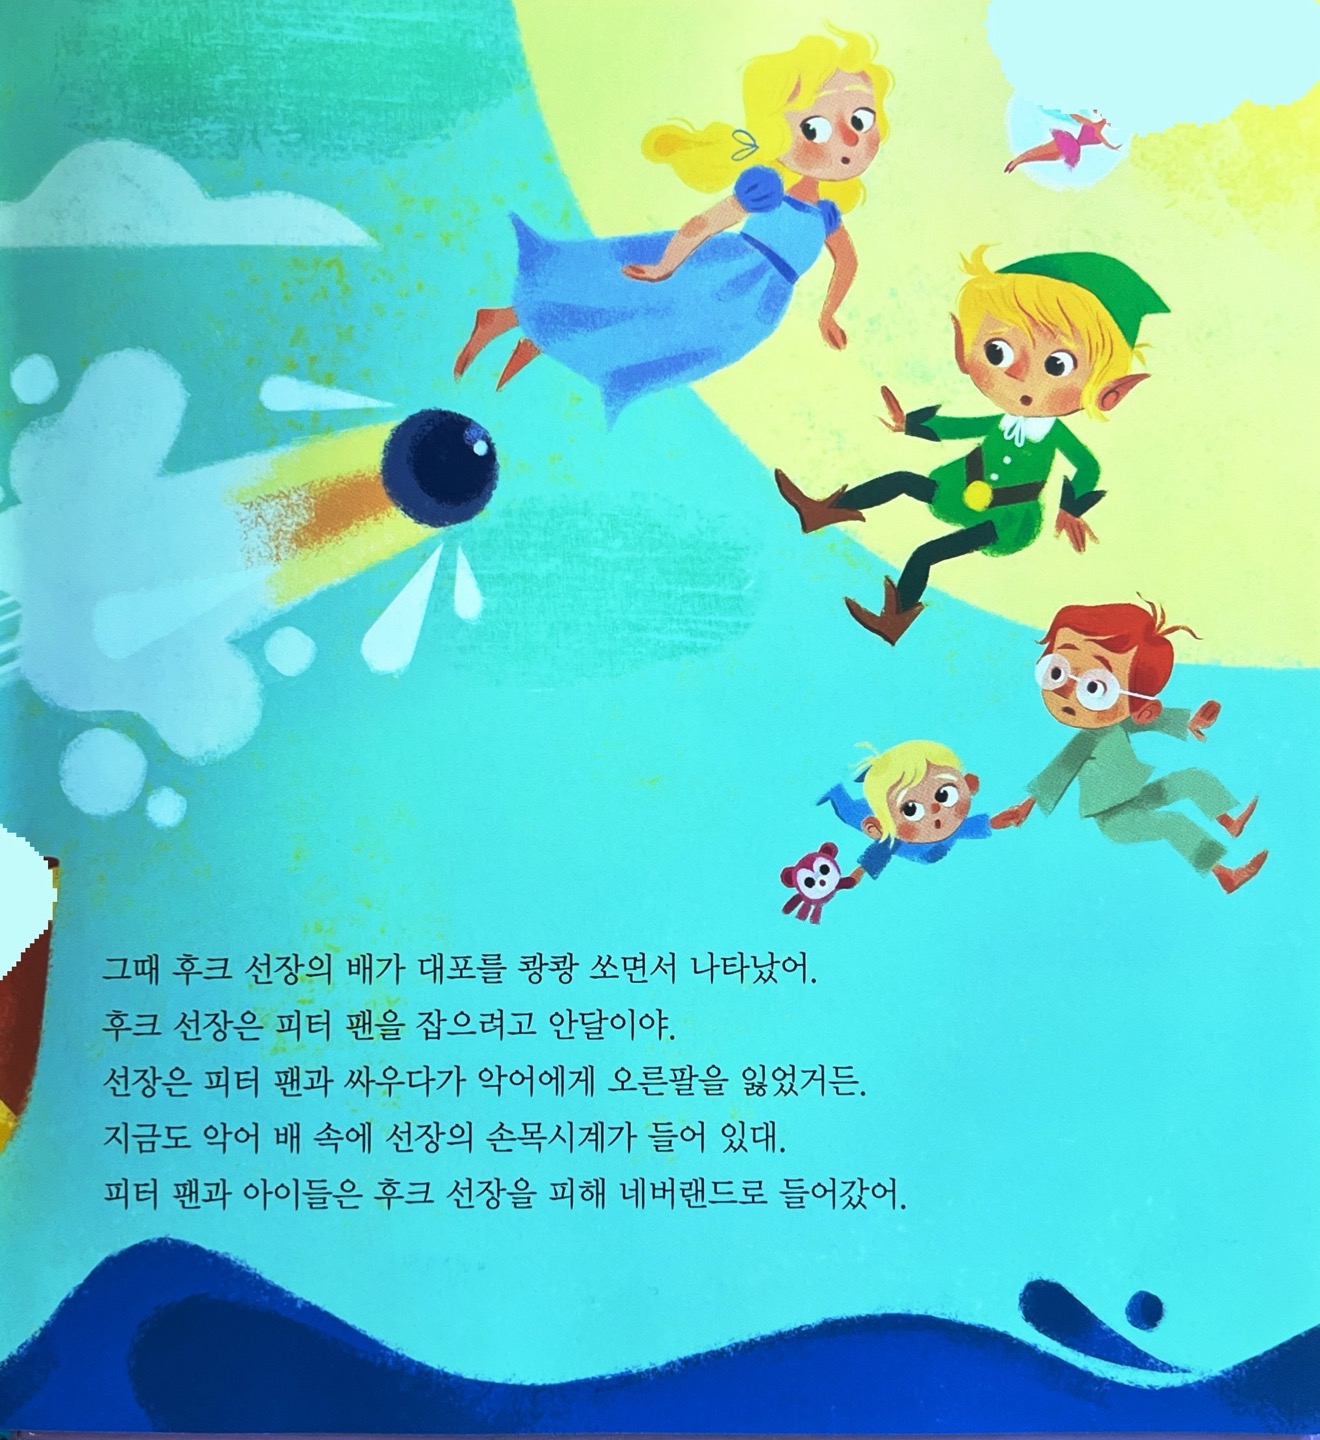 그때 후크 선장의 배가 대포를 쾅쾅 쏘면서 나타났어.
후크 선장은 피터 팬을 잡으려고 안달이야.
선장은 피터 팬과 싸우다가 악어에게 오른팔을 잃었거든.
지금도 악어 배 속에 선장의 손목시계가 들어 있대.
피터 팬과 아이들은 후크 선장을 피해 네버랜드로 들어갔어.